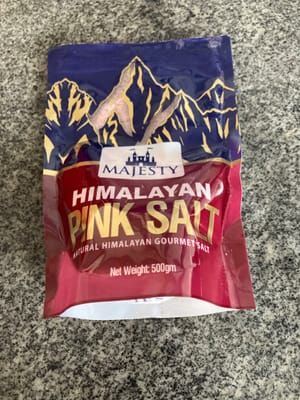 MAJESTY
HIMALAYAN
PINK SALT
NATURAL HIMALAYAN GOURMET SALT
Net Weight: 500gm